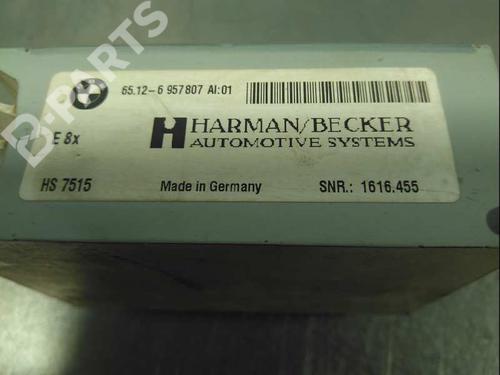 B-PARTS
65.12-6 957807 AI:01
E 8x
HARMAN/BECKER
AUTOMOTIVE SYSTEMS
HS 7515 Made in Germany SNR.: 1616.455